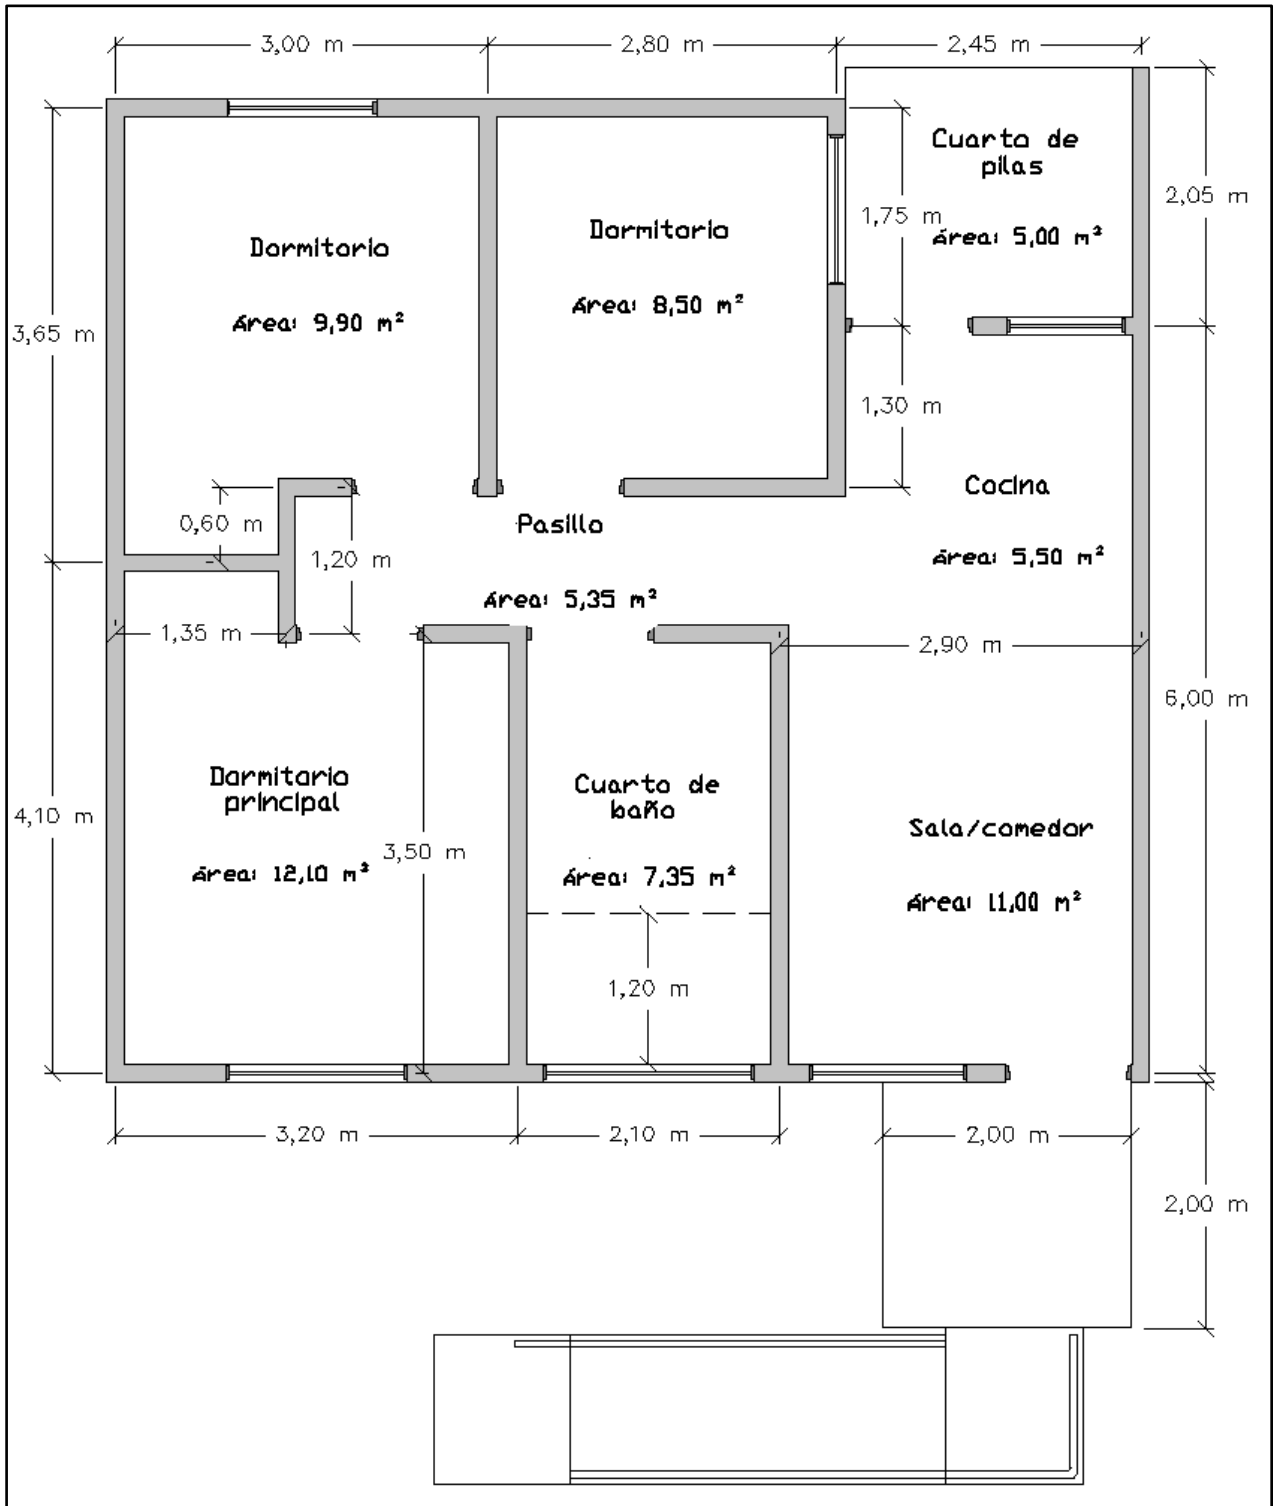 3,00 m
2,80 m
2,45 m
Cuarto de
pilas
Área: 5,00 m²
2,05 m
1,75 m
Dormitorio
Área: 9,90 m²
Dormitorio
Área: 8,50 m²
3,65 m
1,30 m
Cocina
Área: 5,50 m²
0,60 m
1,20 m
Pasillo
Área: 5,35 m²
1,35 m
2,90 m
6,00 m
Dormitorio
principal
Área: 12,10 m²
4,10 m
3,50 m
Cuarto de
baño
Área: 7,35 m²
1,20 m
Sala/comedor
Área: 11,00 m²
3,20 m
2,10 m
2,00 m
2,00 m